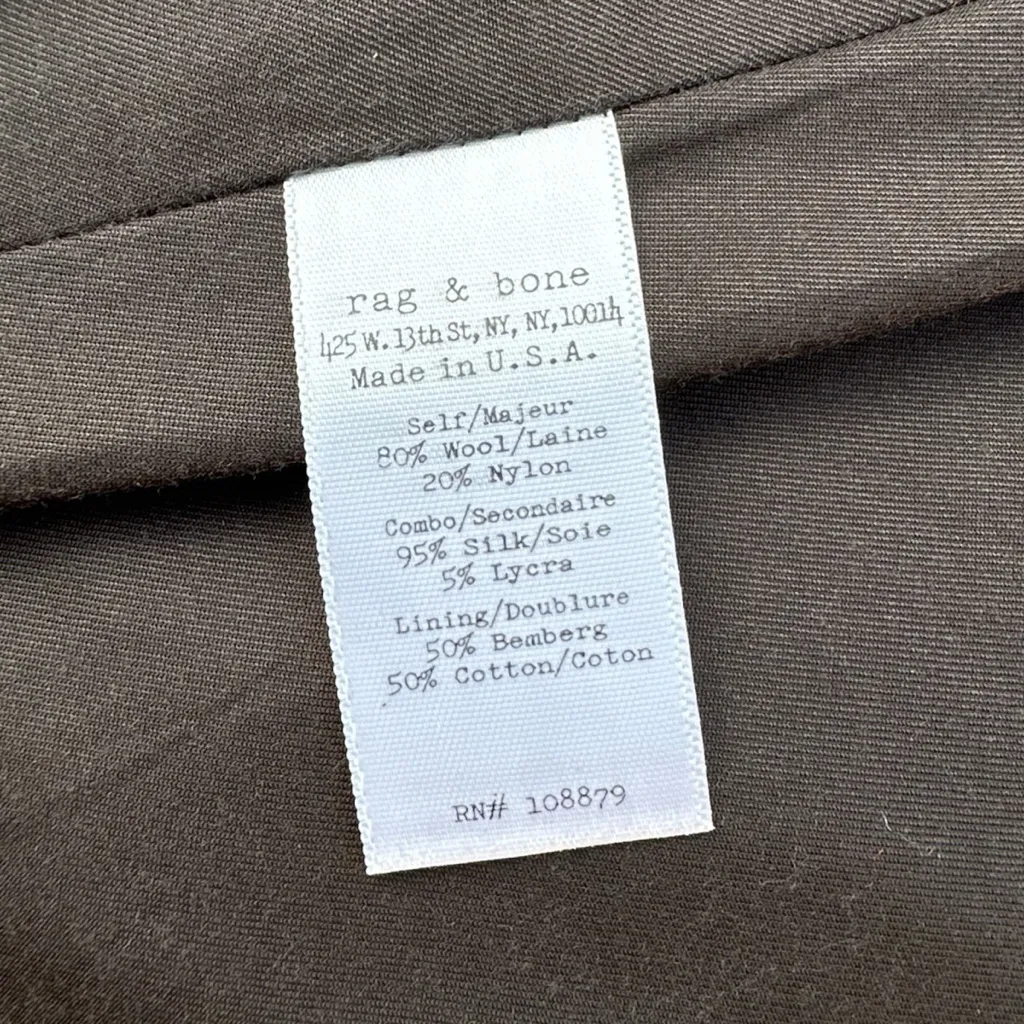 rag & bone
425 W. 13th St, NY, NY, 10014
Made in U.S.A.
Self/Majeur
80% Wool/Laine
20% Nylon
Combo/Secondaire
95% Silk/Soie
5% Lycra
Lining/Doublure
50% Bemberg
50% Cotton/Coton
RN# 108879